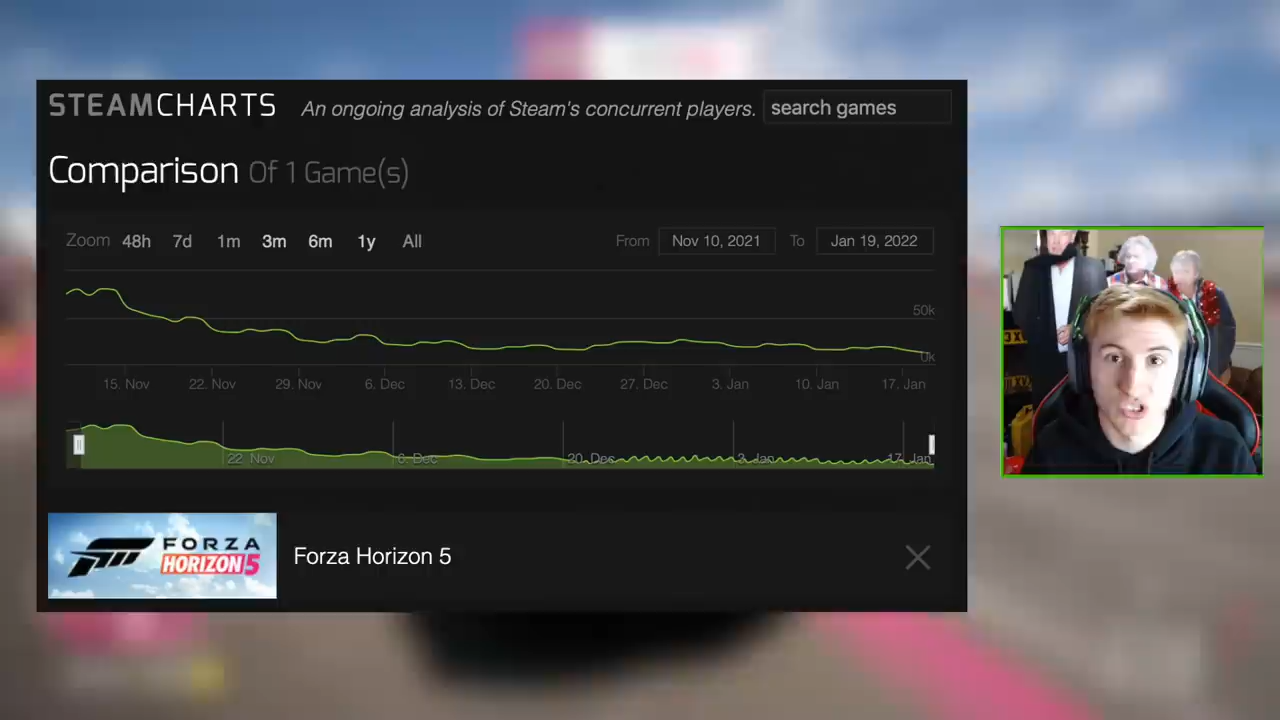 STEAMCHARTS An ongoing analysis of Steam's concurrent players. search games
Comparison Of 1 Game(s)
Zoom 48h 7d 1m 3m 6m 1y All From Nov 10, 2021 To Jan 19, 2022
50k
0k
15. Nov 22. Nov 29. Nov 6. Dec 13. Dec 20. Dec 27. Dec 3. Jan 10. Jan 17. Jan
22. Nov 6. Dec 20. Dec 3. Jan 17. Jan
FORZA
HORIZON 5
Forza Horizon 5